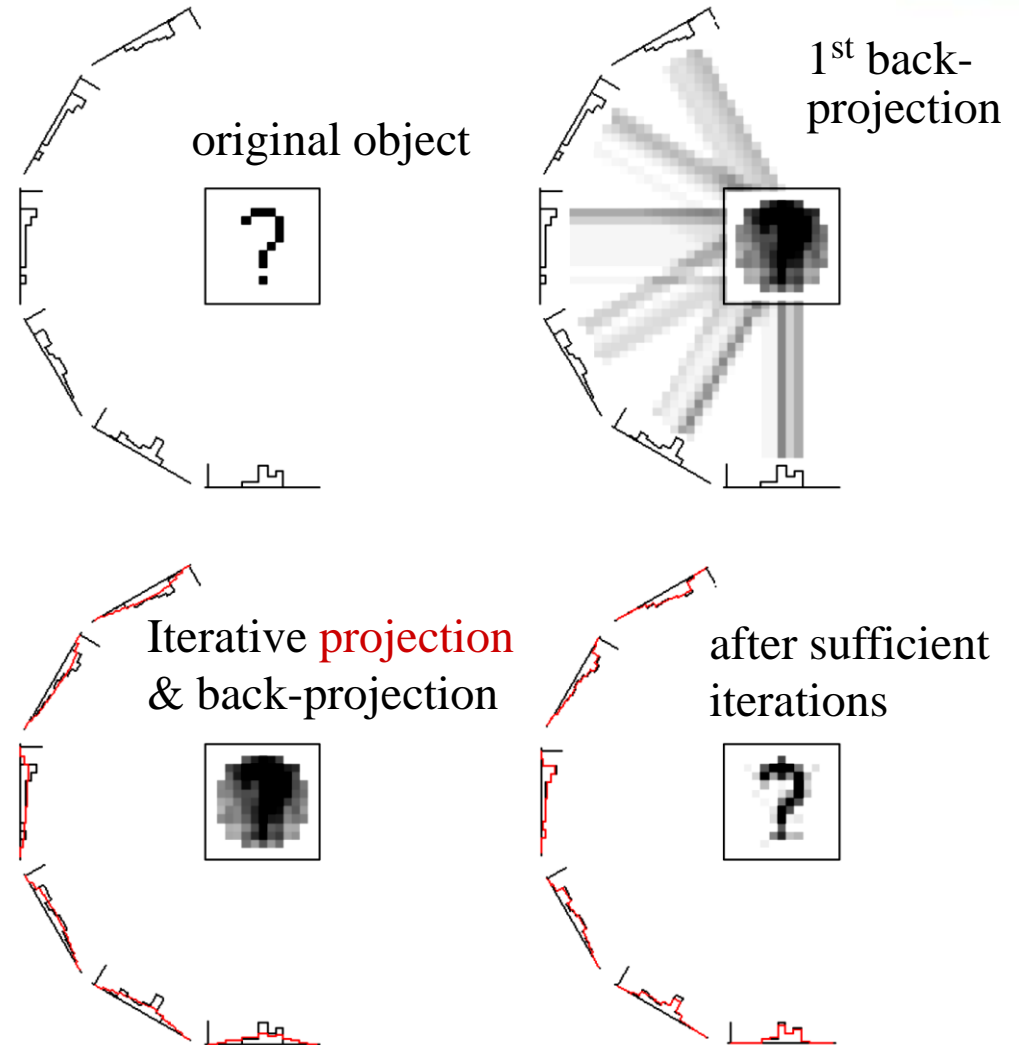 original object
1st back-
projection
?
Iterative projection
& back-projection
after sufficient
iterations
?